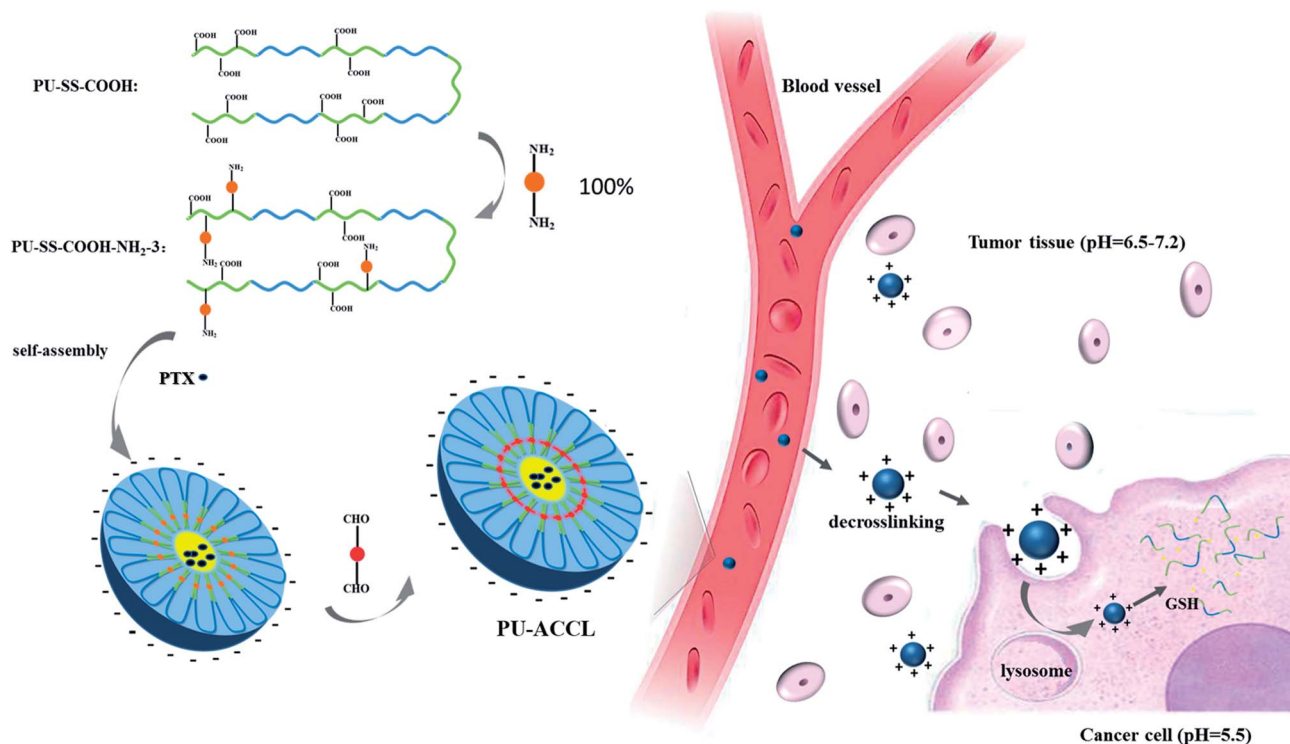 COOH
COOH
COOH
COOH
COOH
PU-SS-COOH:
COOH
COOH
COOH COOH
COOH
COOH
NH2
NH2
100%
NH2
COOH
COOH
COOH
NH2
PU-SS-COOH-NH2-3:
NH2
COOH
COOH
COOH
NH2
self-assembly
PTX
CHO
CHO
PU-ACCL
Blood vessel
Tumor tissue (pH=6.5-7.2)
decrosslinking
GSH
lysosome
Cancer cell (pH=5.5)